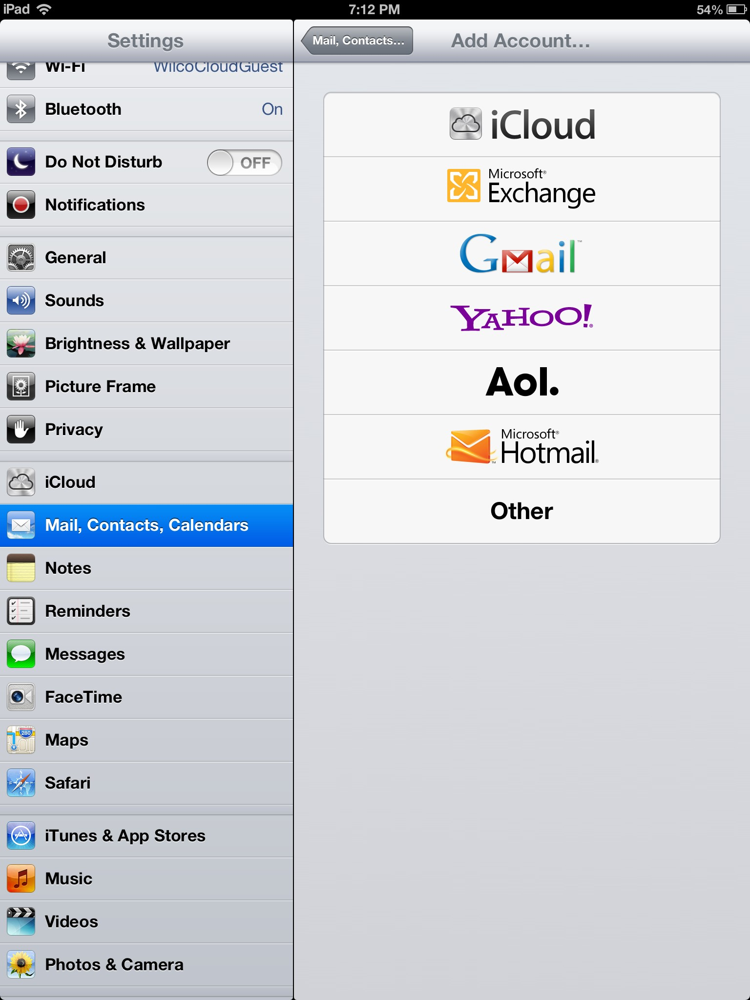 iPad
7:12 PM
54%
Settings
Wi-Fi
WilcoCloudGuest
Bluetooth
On
Do Not Disturb
OFF
Notifications
General
Sounds
Brightness & Wallpaper
Picture Frame
Privacy
iCloud
Mail, Contacts, Calendars
Notes
Reminders
Messages
FaceTime
280
Maps
Safari
iTunes & App Stores
Music
Videos
Photos & Camera
Mail, Contacts...
Add Account...
iCloud
Microsoft®
Exchange
Gmail™
YAHOO!®
Aol.
Microsoft®
Hotmail®
Other